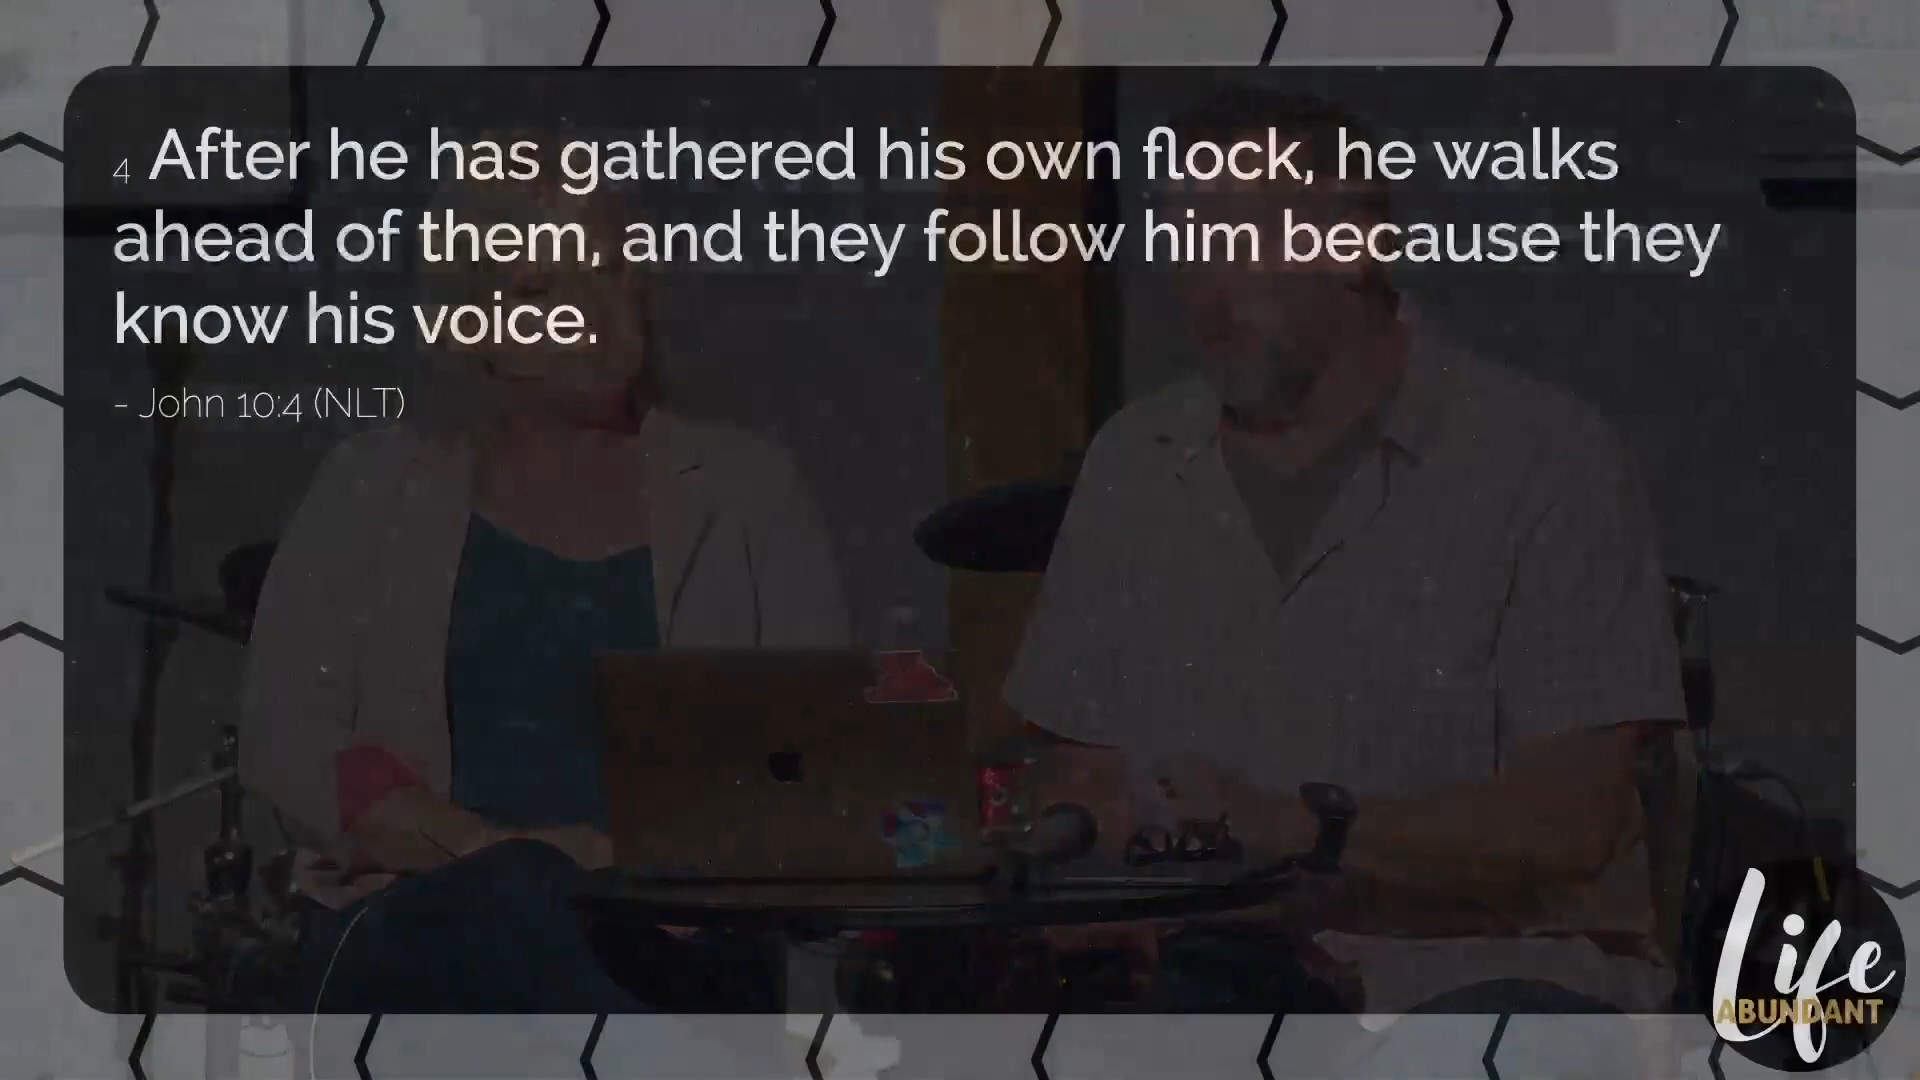 4 After he has gathered his own flock, he walks
ahead of them, and they follow him because they
know his voice.
- John 10:4 (NLT)
Life
ABUNDANT